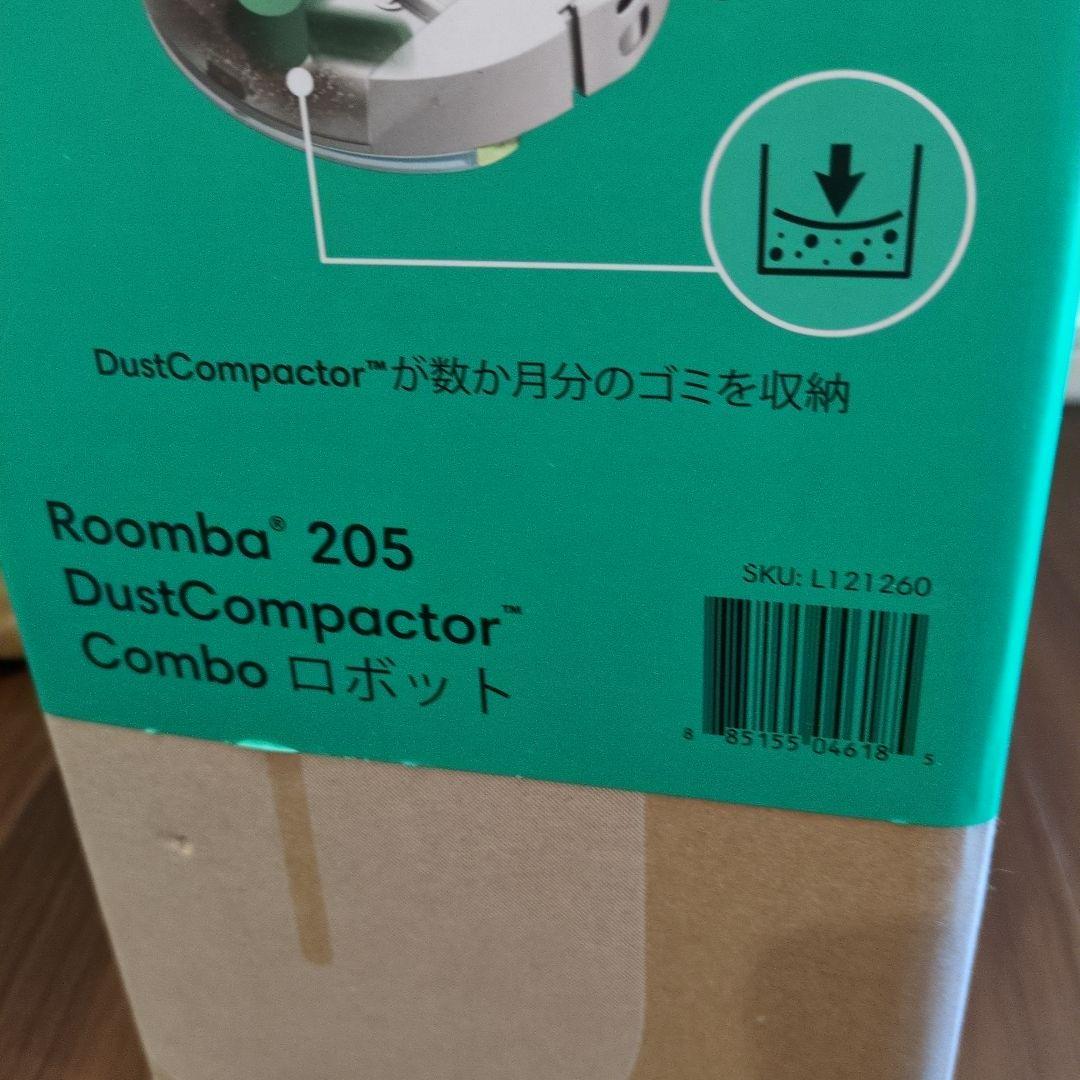 DustCompactor™が数か月分のゴミを収納
Roomba® 205
DustCompactor™
Combo ロボット
SKU: L121260
8 85155 04618 5